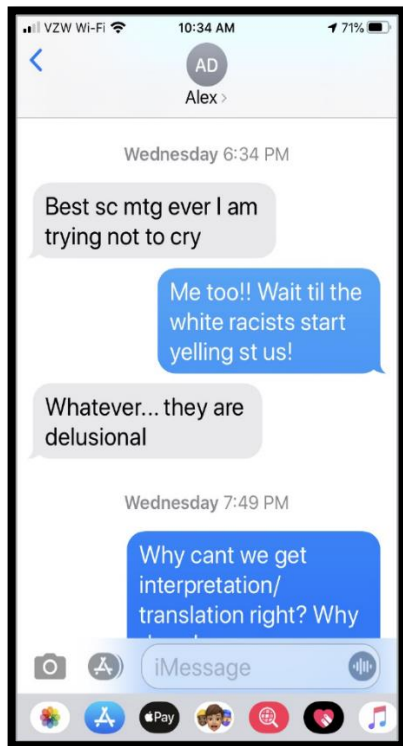 VZW Wi-Fi 10:34 AM 71%
AD
Alex >
Wednesday 6:34 PM
Best sc mtg ever I am
trying not to cry
Me too!! Wait til the
white racists start
yelling st us!
Whatever... they are
delusional
Wednesday 7:49 PM
Why cant we get
interpretation/
translation right? Why
iMessage
Pay